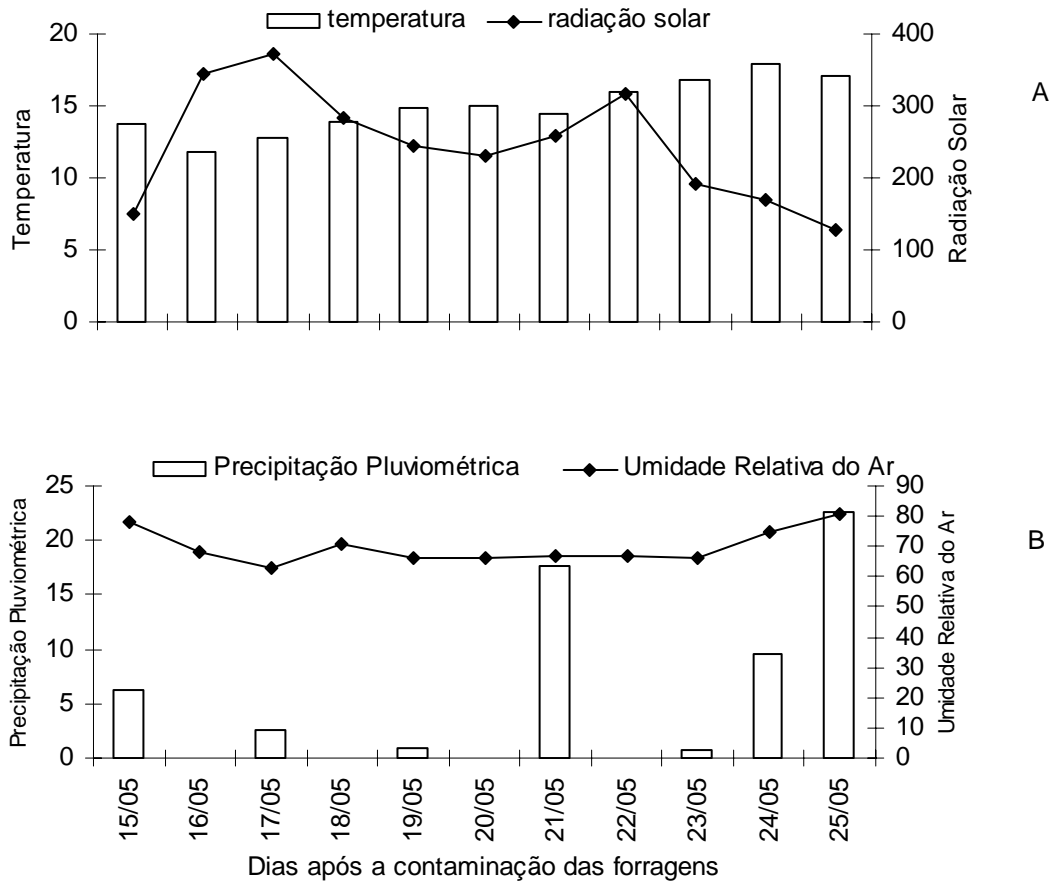 temperatura radiação solar
20 400
15 300
10 200
5 100
0 0
Temperatura
Radiação Solar
A
Precipitação Pluviométrica Umidade Relativa do Ar
25 90
80
20 70
60
15 50
10 40
30
5 20
10
0 0
Precipitação Pluviométrica
Umidade Relativa do Ar
B
15/05 16/05 17/05 18/05 19/05 20/05 21/05 22/05 23/05 24/05 25/05
Dias após a contaminação das forragens